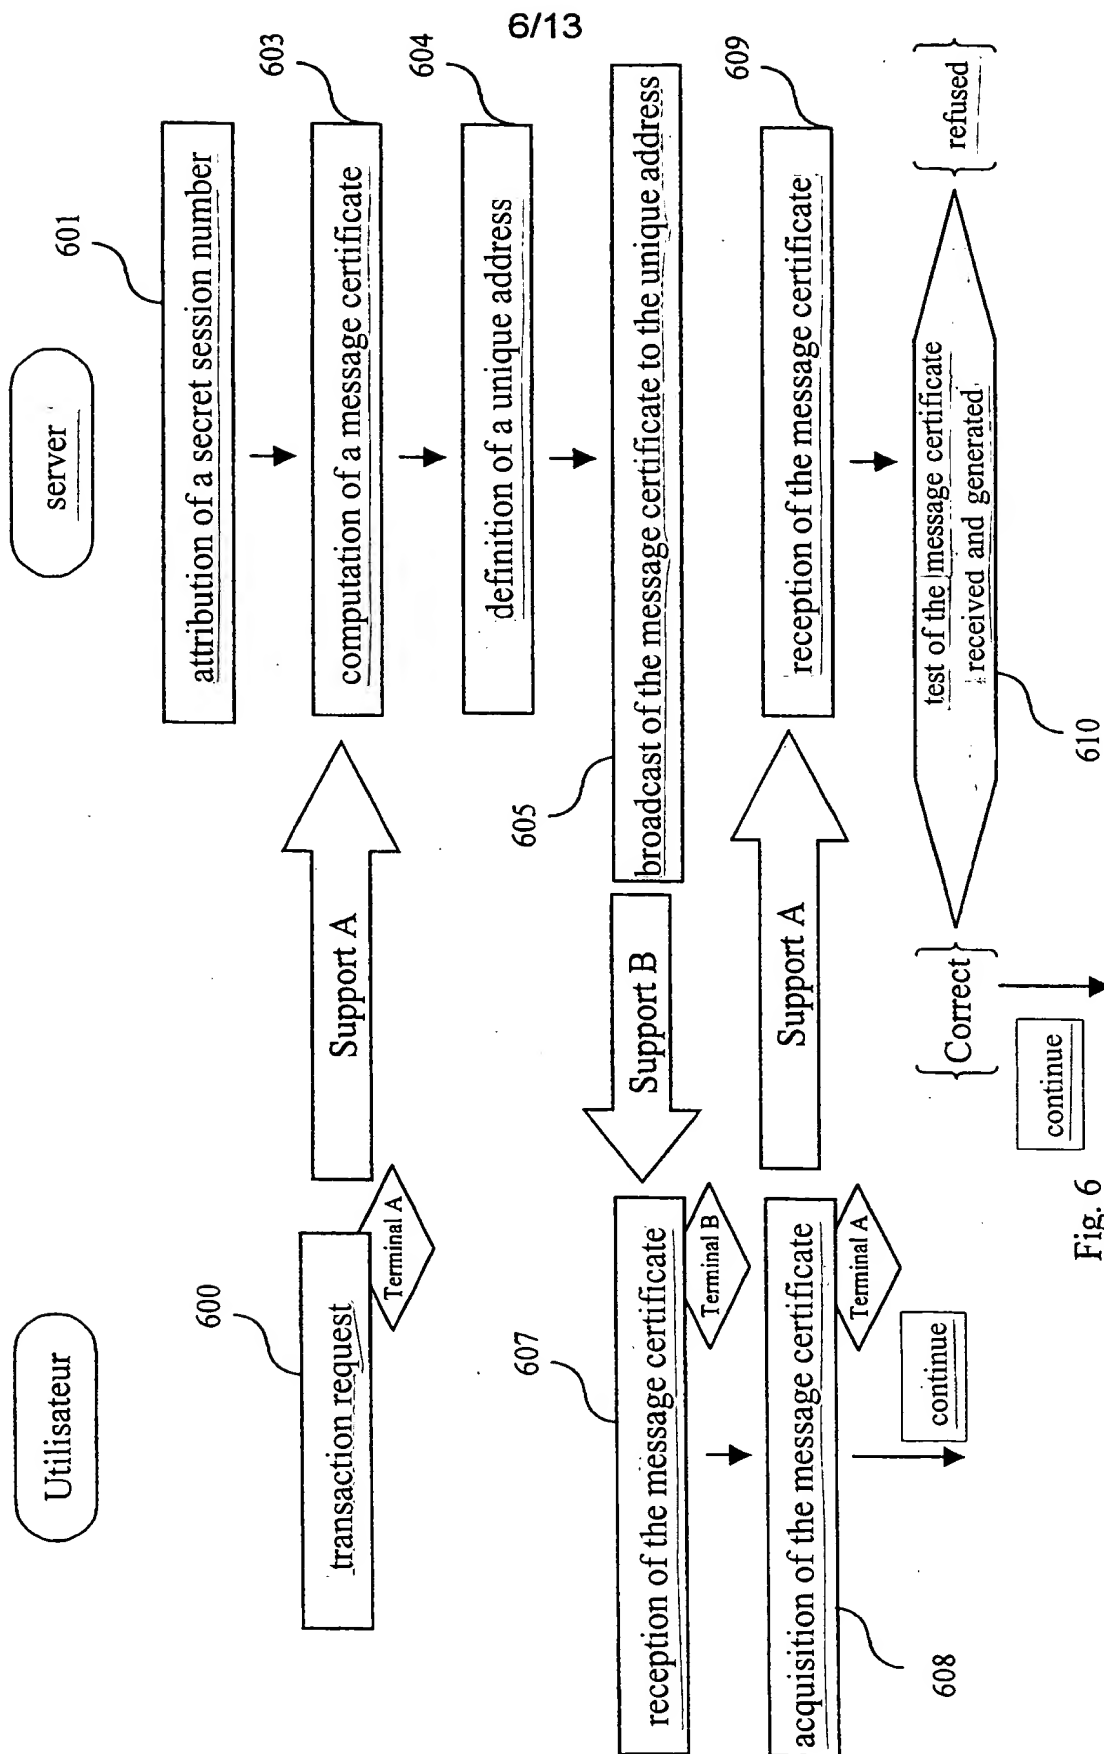 6/13
Utilisateur
server
601
attribution of a secret session number
600
transaction request
Terminal A
Support A
603
computation of a message certificate
604
definition of a unique address
605
broadcast of the message certificate to the unique address
Support B
607
reception of the message certificate
Terminal B
608
acquisition of the message certificate
Terminal A
Support A
609
reception of the message certificate
continue
test of the message certificate
received and generated
610
Correct
refused
continue
Fig. 6